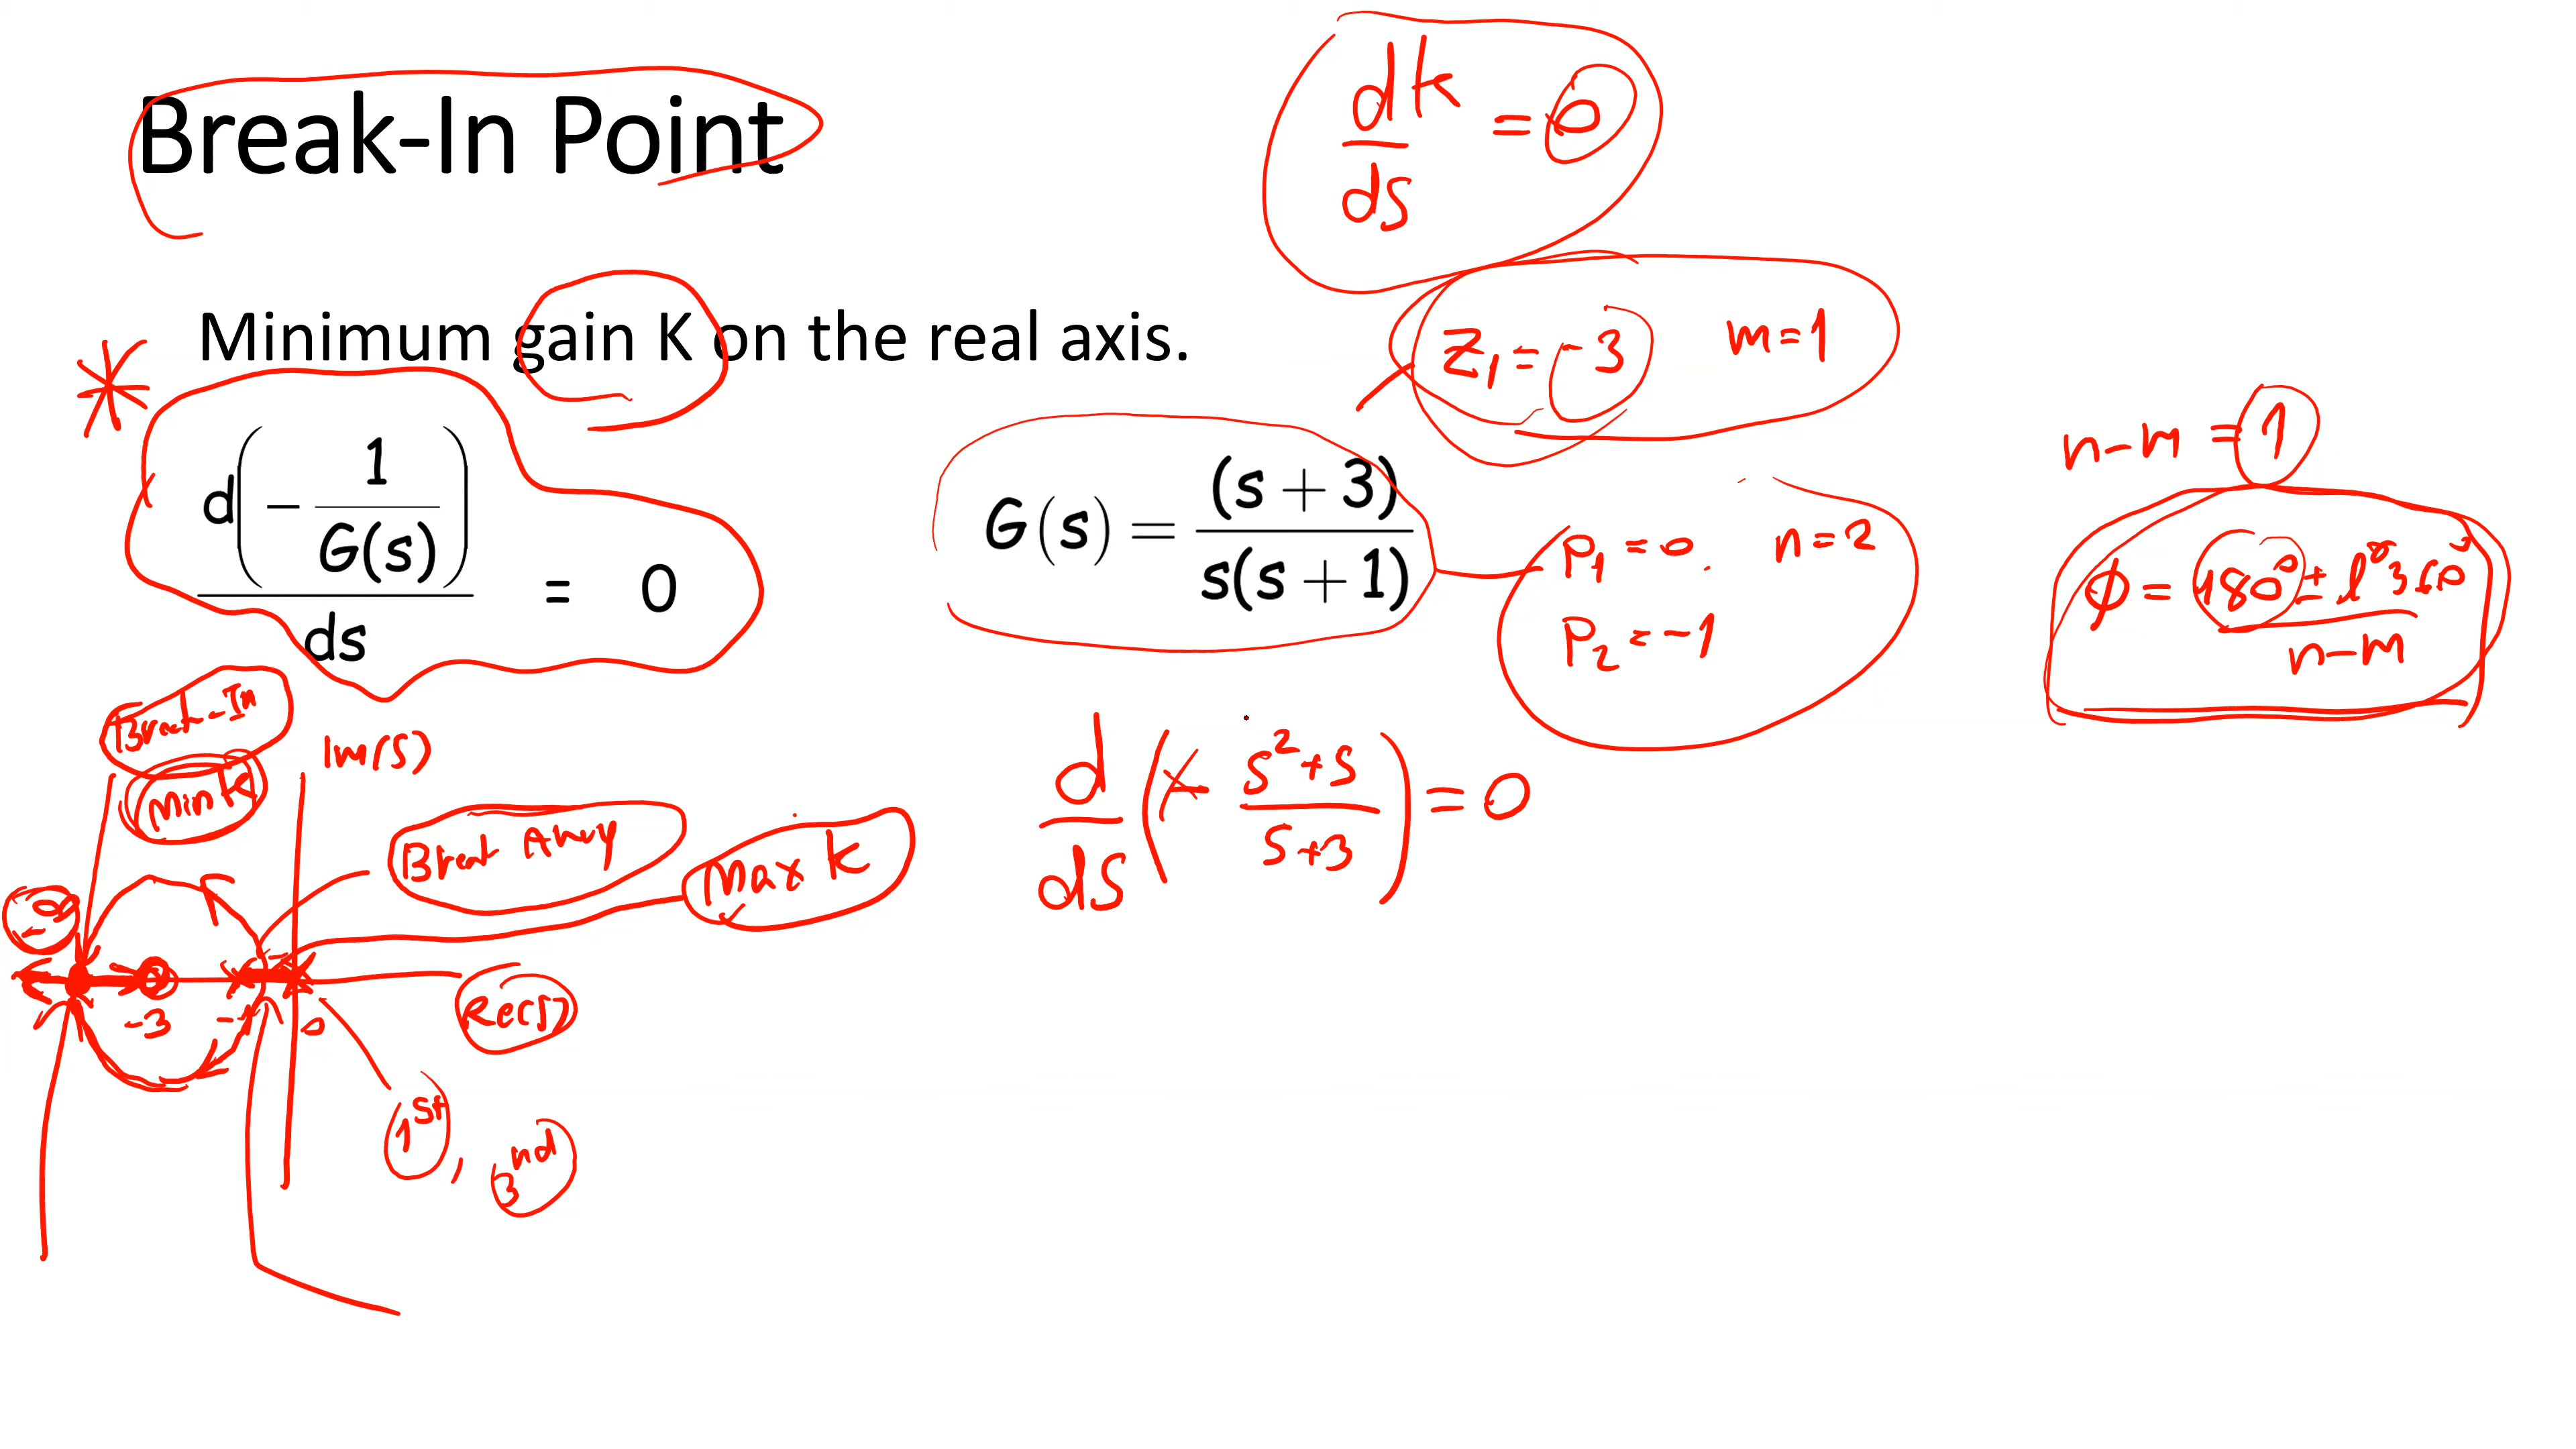 Break-In Point
dk/ds = 0
Minimum gain K on the real axis.
Z1 = -3 m=1
d(-1/G(s))/ds = 0
G(s) = (s + 3)/s(s + 1)
P1 = 0 n=2
P2 = -1
n-m = 1
ϕ = 180° ± l° 360°/n-m
Break-In
Min K
Im(s)
d/ds (- s²+s/s+3) = 0
Break Away
Max k
-∞
-3
-1
0
Re(s)
1st, 3nd